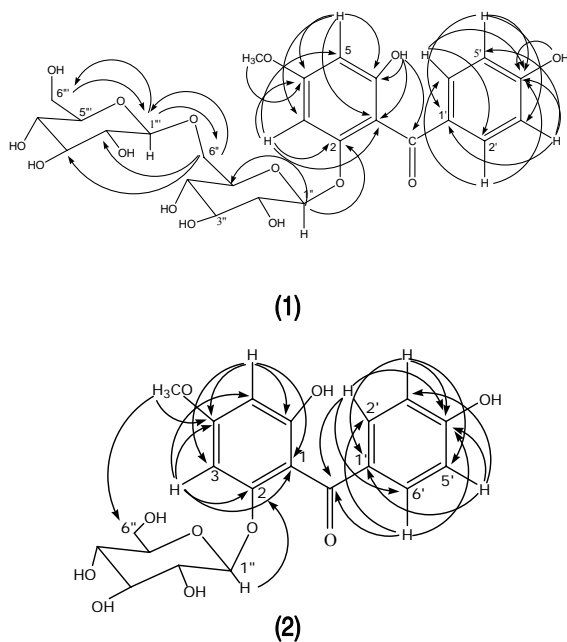 H H
5 OH H 5' OH
H₃CO
OH
6''' O 1'
5''' O H H H
1''' 6'' 2 C 2'
HO OH H O O H
HO O 1''
HO 3'' OH
HO H
(1)
H H
H₃CO OH H OH
2'
1 1'
3 5'
H 2 C H
6'
6'' OH O O H
O
HO 1''
HO OH H
(2)